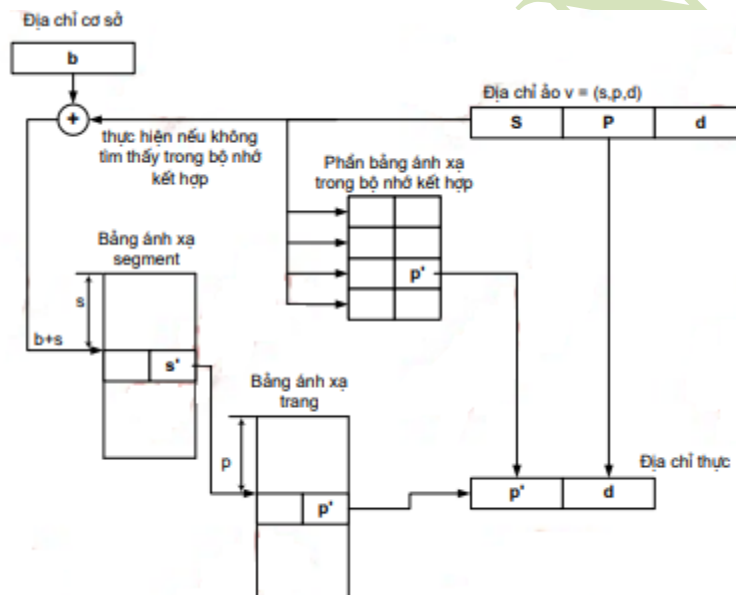 Địa chỉ cơ sở
b
+
Địa chỉ ảo v = (s,p,d)
S P d
thực hiện nếu không
tìm thấy trong bộ nhớ
kết hợp
Phần bảng ánh xạ
trong bộ nhớ kết hợp
p'
Bảng ánh xạ
segment
s
b+s
s'
Bảng ánh xạ
trang
p
p'
Địa chỉ thực
p' d